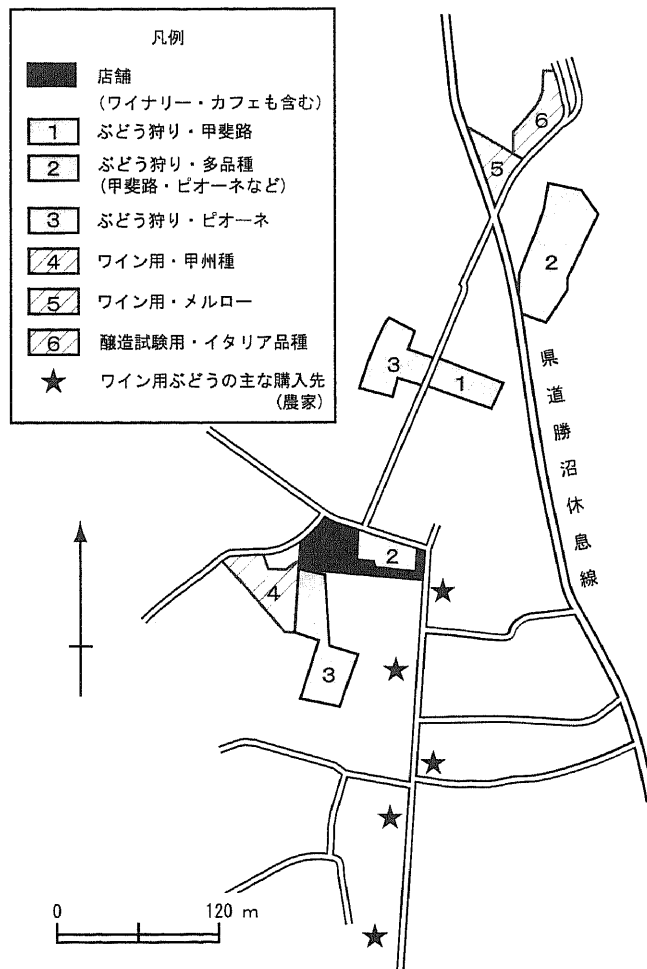 凡例
店舗
(ワイナリー・カフェも含む)
1 ぶどう狩り・甲斐路
2 ぶどう狩り・多品種
(甲斐路・ピオーネなど)
3 ぶどう狩り・ピオーネ
4 ワイン用・甲州種
5 ワイン用・メルロー
6 醸造試験用・イタリア品種
★ ワイン用ぶどうの主な購入先
(農家)
6
5
2
3
1
県道勝沼休息線
2
4
3
0 120 m